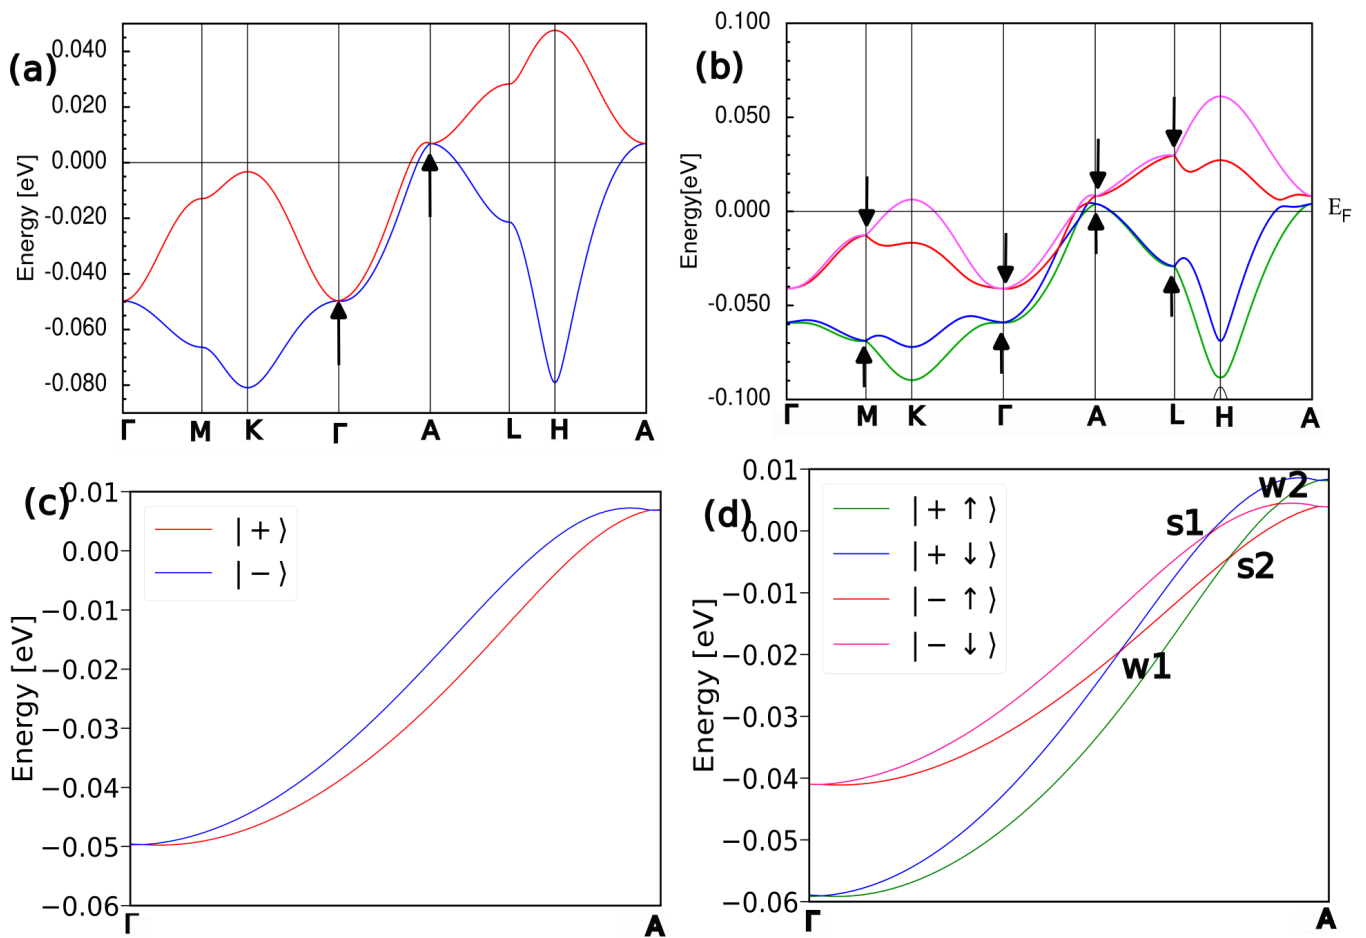 (a)
Energy [eV]
0.040
0.020
0.000
-0.020
-0.040
-0.060
-0.080
Γ M K Γ A L H A
(b)
Energy[eV]
0.100
0.050
0.000
-0.050
-0.100
E_F
Γ M K Γ A L H A
(c)
Energy [eV]
0.01
0.00
−0.01
−0.02
−0.03
−0.04
−0.05
−0.06
| + ⟩
| − ⟩
Γ A
(d)
Energy [eV]
0.01
0.00
−0.01
−0.02
−0.03
−0.04
−0.05
−0.06
| + ↑ ⟩
| + ↓ ⟩
| − ↑ ⟩
| − ↓ ⟩
w2
s1
s2
w1
Γ A